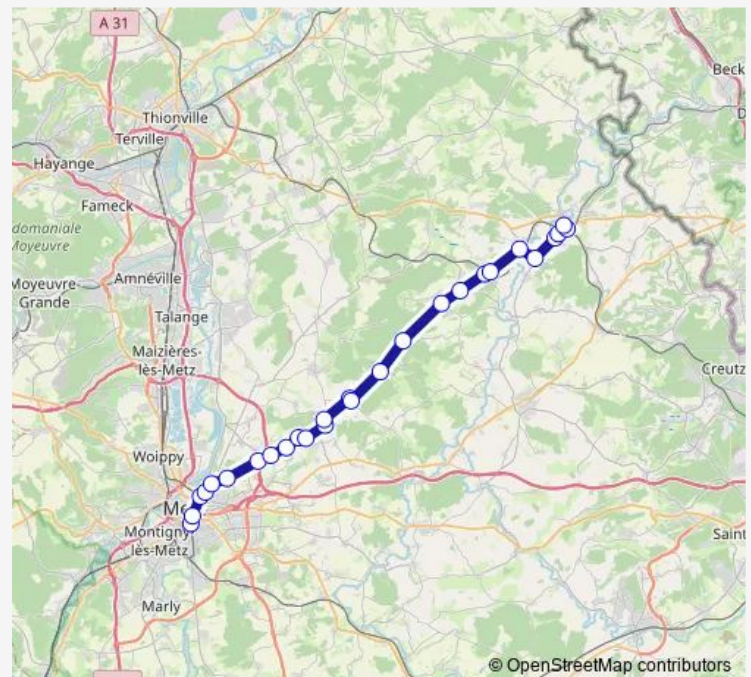 A 31
Beck
Thionville
Terville
Hayange
Fameck
domaniale
Moyeuvre
Moyeuvre
Grande
Amnéville
Talange
Maizières-
lès-Metz
Creutz
Woippy
Me
Montigny
lès-Metz
Saint
Marly
© OpenStreetMap contributors